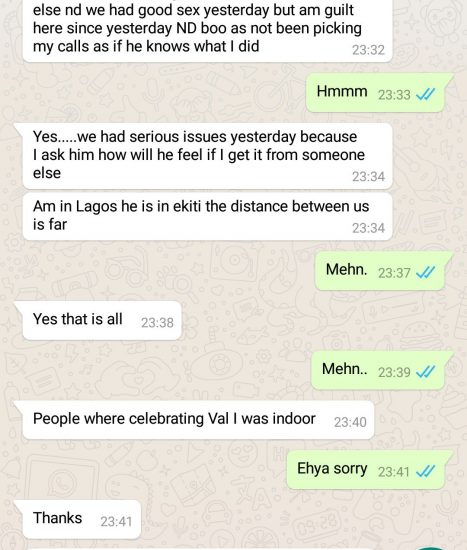 else nd we had good sex yesterday but am guilt
here since yesterday ND boo as not been picking
my calls as if he knows what I did
23:32
Hmmm 23:33
Yes.....we had serious issues yesterday because
I ask him how will he feel if I get it from someone
else
23:34
Am in Lagos he is in ekiti the distance between us
is far
23:34
Mehn. 23:37
Yes that is all 23:38
Mehn.. 23:39
People where celebrating Val I was indoor 23:40
Ehya sorry 23:41
Thanks 23:41